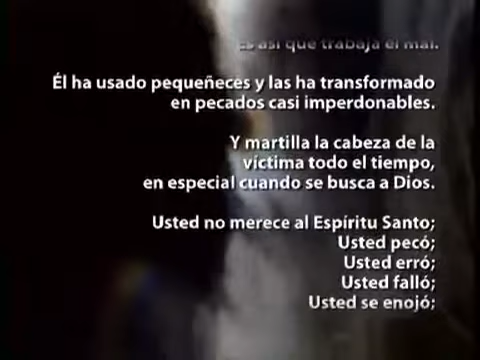 Es así que trabaja el mal.
Él ha usado pequeñeces y las ha transformado
en pecados casi imperdonables.
Y martilla la cabeza de la
víctima todo el tiempo,
en especial cuando se busca a Dios.
Usted no merece al Espíritu Santo;
Usted pecó;
Usted erró;
Usted falló;
Usted se enojó;